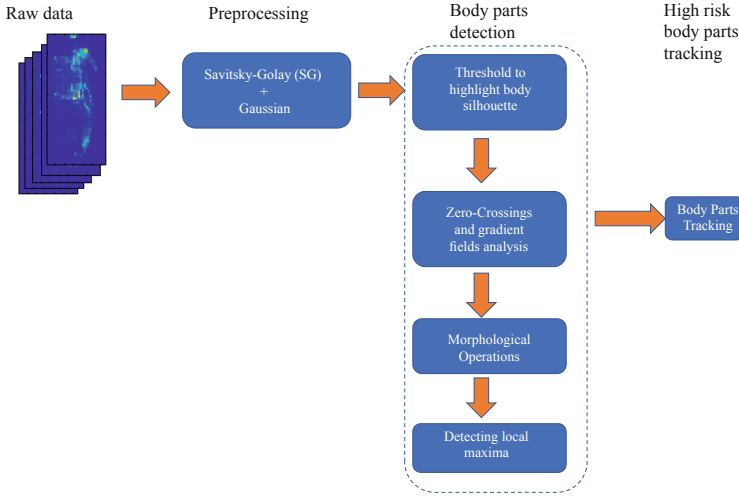 Raw data
Preprocessing
Body parts
detection
High risk
body parts
tracking
Savitsky-Golay (SG)
+
Gaussian
Threshold to
highlight body
silhouette
Zero-Crossings
and gradient
fields analysis
Morphological
Operations
Detecting local
maxima
Body Parts
Tracking